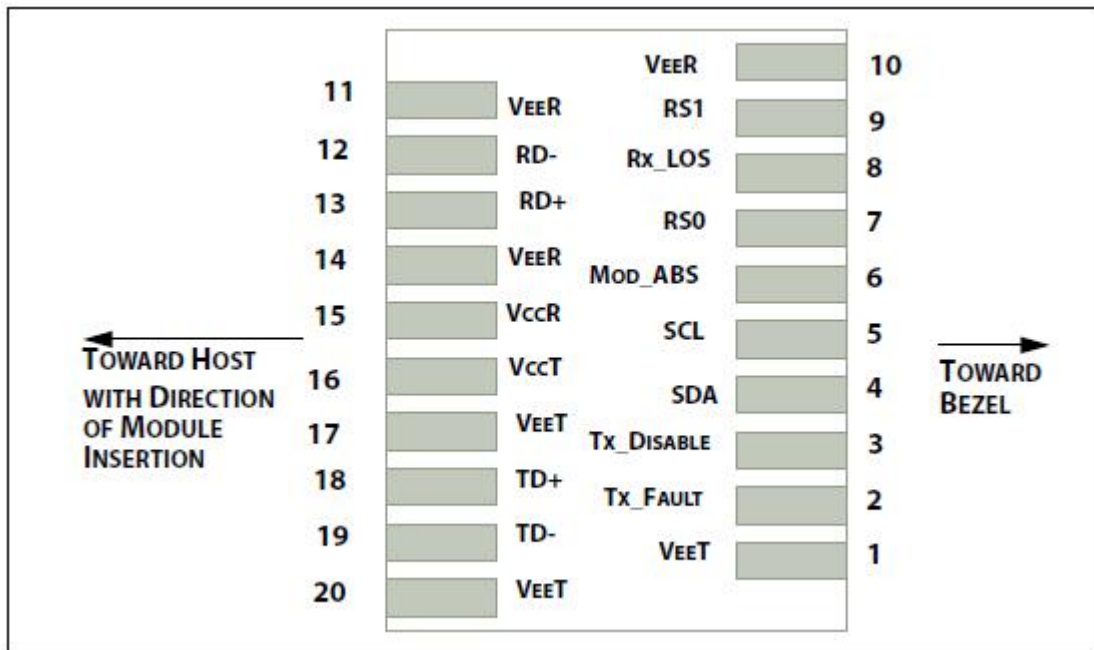 11 VEER
12 RD-
13 RD+
14 VEER
15 VCCR
16 VCCT
17 VEET
18 TD+
19 TD-
20 VEET
TOWARD HOST
WITH DIRECTION
OF MODULE
INSERTION
VEER 10
RS1 9
RX_LOS 8
RS0 7
MOD_ABS 6
SCL 5
SDA 4
TX_DISABLE 3
TX_FAULT 2
VEET 1
TOWARD
BEZEL